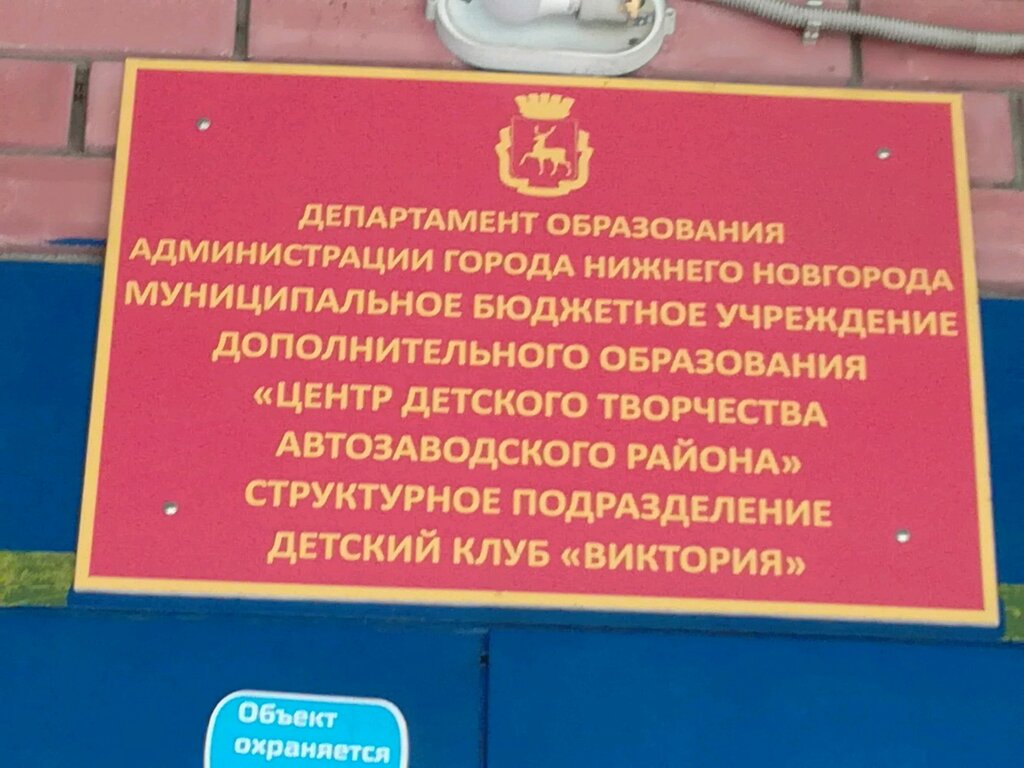 ДЕПАРТАМЕНТ ОБРАЗОВАНИЯ
АДМИНИСТРАЦИИ ГОРОДА НИЖНЕГО НОВГОРОДА
МУНИЦИПАЛЬНОЕ БЮДЖЕТНОЕ УЧРЕЖДЕНИЕ
ДОПОЛНИТЕЛЬНОГО ОБРАЗОВАНИЯ
«ЦЕНТР ДЕТСКОГО ТВОРЧЕСТВА
АВТОЗАВОДСКОГО РАЙОНА»
СТРУКТУРНОЕ ПОДРАЗДЕЛЕНИЕ
ДЕТСКИЙ КЛУБ «ВИКТОРИЯ»
Объект
охраняется